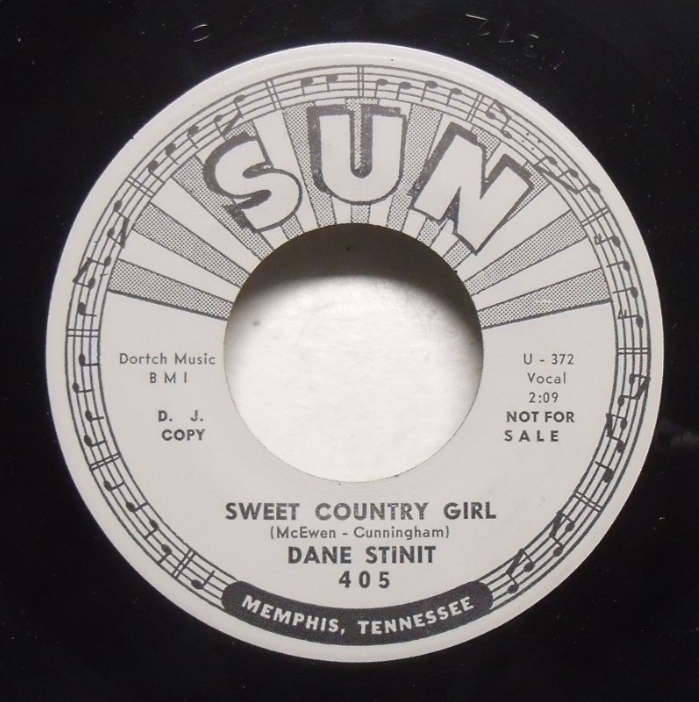 SUN
Dortch Music
BMI
D. J.
COPY
U - 372
Vocal
2:09
NOT FOR
SALE
SWEET COUNTRY GIRL
(McEwen - Cunningham)
DANE STINIT
405
MEMPHIS, TENNESSEE